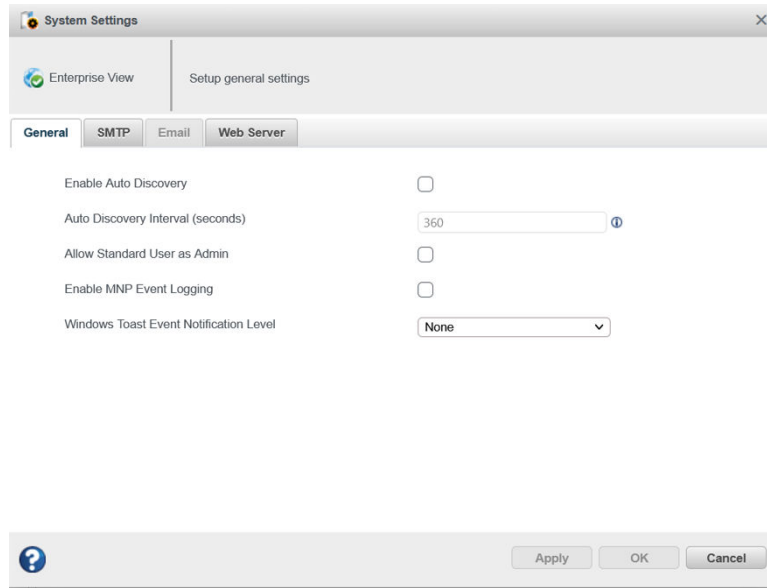 System Settings
Enterprise View
Setup general settings
General SMTP Email Web Server
Enable Auto Discovery
Auto Discovery Interval (seconds) 360
Allow Standard User as Admin
Enable MNP Event Logging
Windows Toast Event Notification Level None
Apply OK Cancel